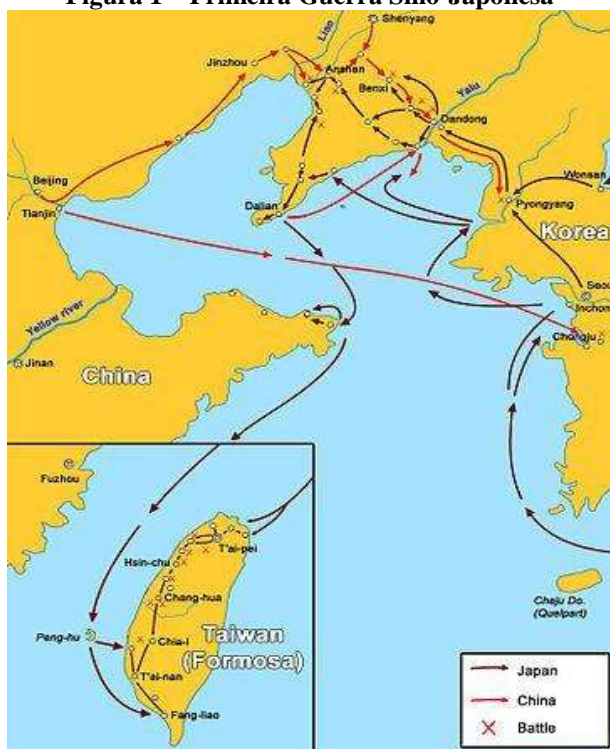 Figura 1 – Primeira Guerra Sino-Japonesa
Shenyang
Liao
Jinzhou
Anshan
Benxi
Yalu
Dandong
Beijing
Tianjin
Wonsan
Pyongyang
Dalian
Korea
Seoul
Inchon
Chongju
Yellow river
Jinan
China
Fuzhou
T'ai-pei
Hsin-chu
Chang-hua
Cheju Do.
(Quelpart)
Peng-hu
Chia-i
Taiwan
(Formosa)
T'ai-nan
Fang-liao
Japan
China
Battle